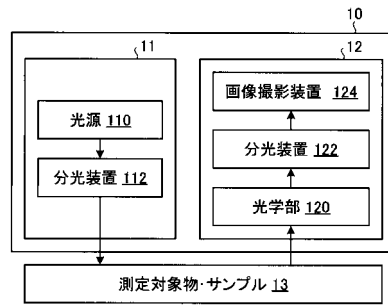 10
11
12
光源 110
分光装置 112
画像撮影装置 124
分光装置 122
光学部 120
測定対象物・サンプル 13